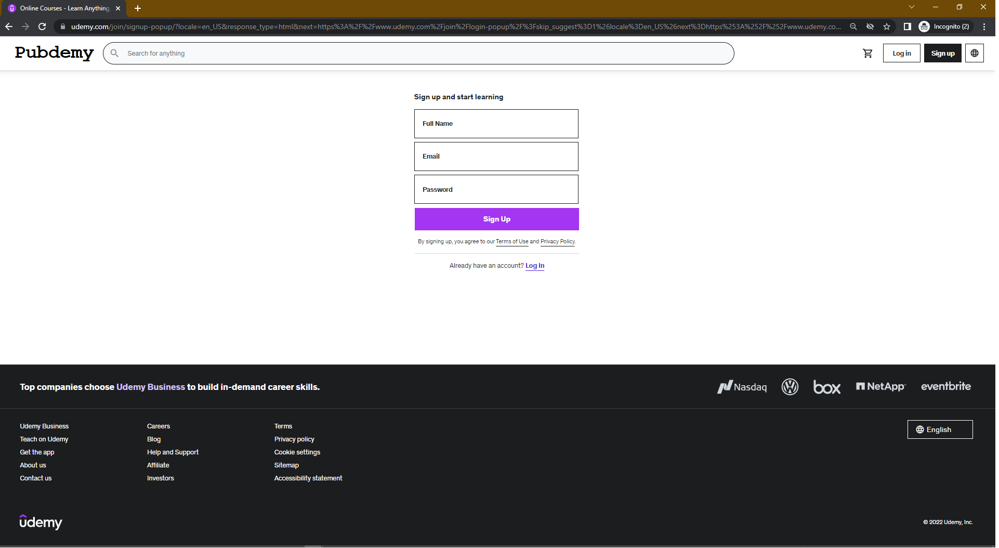 Online Courses - Learn Anything,
udemy.com/join/signup-popup/?locale=en_US&response_type=html&next=https%3A%2F%2Fwww.udemy.com%2Fjoin%2Flogin-popup%2F%3Fskip_suggest%3D1%26locale%3Den_US%26next%3Dhttps%253A%252F%252Fwww.udemy.co...
Incognito (2)
Pubdemy
Search for anything
Log in
Sign up
Sign up and start learning
Full Name
Email
Password
Sign Up
By signing up, you agree to our Terms of Use and Privacy Policy.
Already have an account? Log In
Top companies choose Udemy Business to build in-demand career skills.
Nasdaq
box
NetApp
eventbrite
Udemy Business
Teach on Udemy
Get the app
About us
Contact us
Careers
Blog
Help and Support
Affiliate
Investors
Terms
Privacy policy
Cookie settings
Sitemap
Accessibility statement
English
udemy
© 2022 Udemy, Inc.